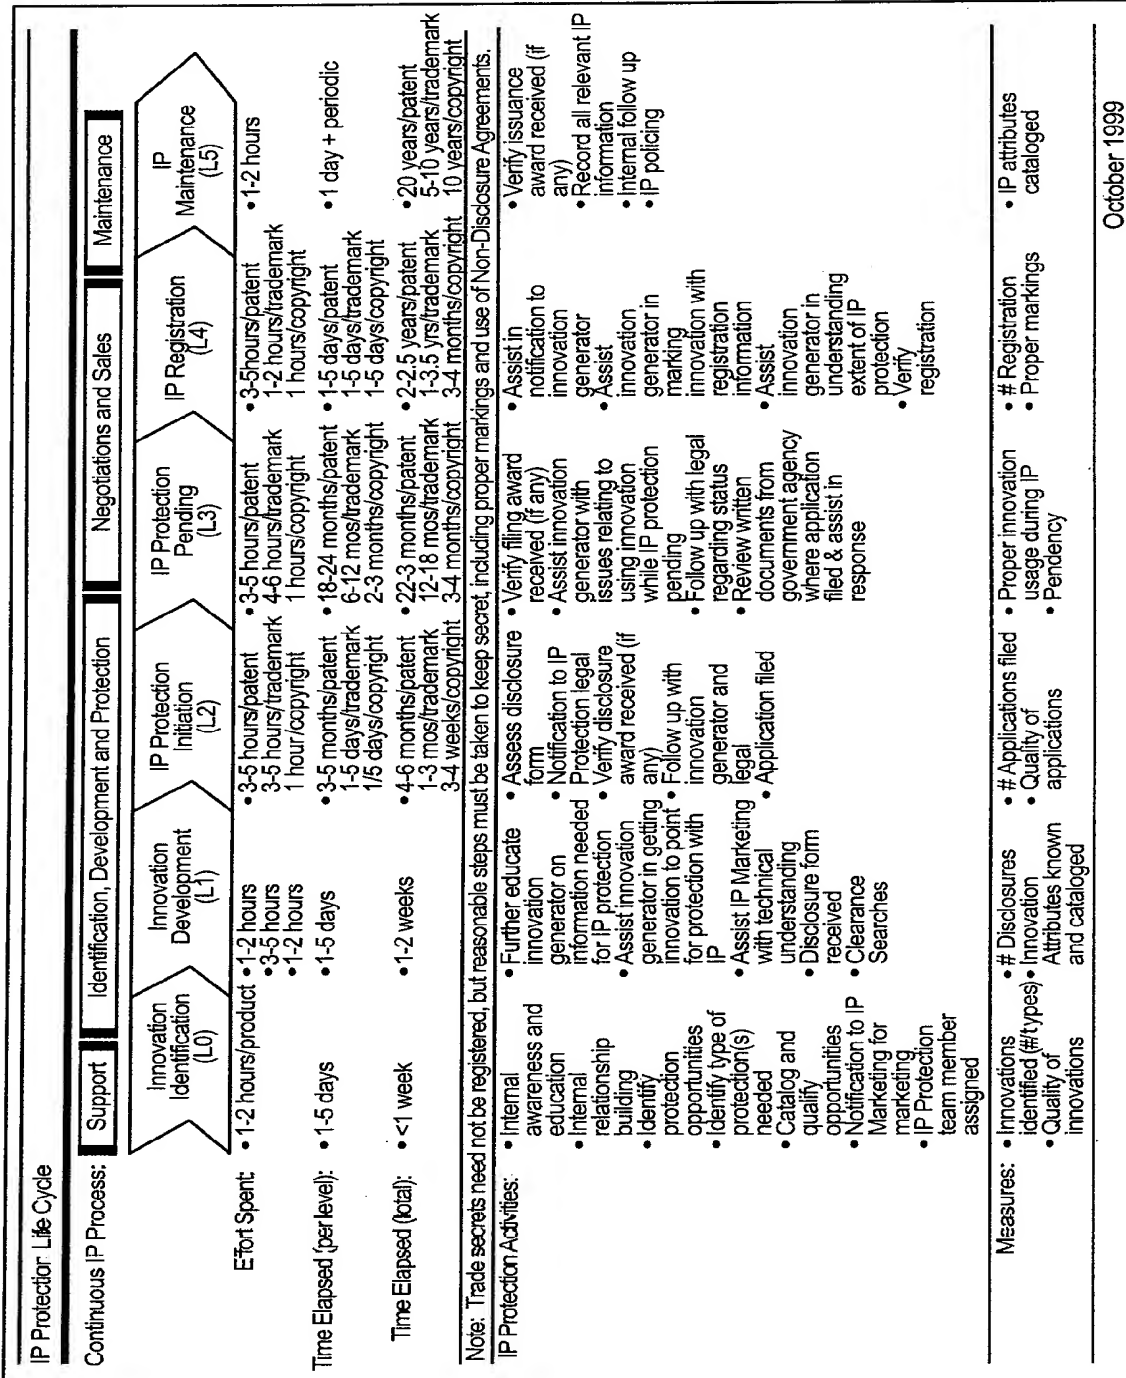 IP Protection Life Cycle
Continuous IP Process:
Support
Identification, Development and Protection
Negotiations and Sales
Maintenance
Innovation
Identification
(L0)
Innovation
Development
(L1)
IP Protection
Initiation
(L2)
IP Protection
Pending
(L3)
IP Registration
(L4)
IP
Maintenance
(L5)
Effort Spent:
• 1-2 hours/product
• 1-2 hours
• 3-5 hours
• 1-2 hours
• 3-5 hours/patent
3-5 hours/trademark
1 hour/copyright
• 3-5 hours/patent
4-6 hours/trademark
1 hours/copyright
• 3-5hours/patent
1-2 hours/trademark
1 hours/copyright
• 1-2 hours
Time Elapsed (per level):
• 1-5 days
• 1-5 days
• 3-5 months/patent
1-5 days/trademark
1/5 days/copyright
• 18-24 months/patent
6-12 mos/trademark
2-3 months/copyright
• 1-5 days/patent
1-5 days/trademark
1-5 days/copyright
• 1 day + periodic
Time Elapsed (total):
• <1 week
• 1-2 weeks
• 4-6 months/patent
1-3 mos/trademark
3-4 weeks/copyright
• 22-3 months/patent
12-18 mos/trademark
3-4 months/copyright
• 2-2.5 years/patent
1-3.5 yrs/trademark
3-4 months/copyright
• 20 years/patent
5-10 years/trademark
10 years/copyright
Note: Trade secrets need not be registered, but reasonable steps must be taken to keep secret, including proper markings and use of Non-Disclosure Agreements.
IP Protection Activities:
• Internal
awareness and
education
• Internal
relationship
building
• Identify
protection
opportunities
• Identify type of
protection(s)
needed
• Catalog and
qualify
opportunities
• Notification to IP
Marketing for
marketing
• IP Protection
team member
assigned
• Further educate
innovation
generator on
information needed
for IP protection
• Assist innovation
generator in getting
innovation to point
for protection with
IP
• Assist IP Marketing
with technical
understanding
• Disclosure form
received
• Clearance
Searches
• Assess disclosure
form
• Notification to IP
Protection legal
• Verify disclosure
award received (if
any)
• Follow up with
innovation
generator and
legal
• Application filed
• Verify filing award
received (if any)
• Assist innovation
generator with
issues relating to
using innovation
while IP protection
pending
• Follow up with legal
regarding status
• Review written
documents from
government agency
where application
filed & assist in
response
• Assist in
notification to
innovation
generator
• Assist
innovation
generator in
marking
innovation with
registration
information
• Assist
innovation
generator in
understanding
extent of IP
protection
• Verify
registration
• Verify issuance
award received (if
any)
• Record all relevant IP
information
• Internal follow up
• IP policing
Measures:
• Innovations
identified (#/types)
• Quality of
innovations
• # Disclosures
• Innovation
Attributes known
and cataloged
• # Applications filed
• Quality of
applications
• Proper innovation
usage during IP
• Pendency
• # Registration
• Proper markings
• IP attributes
cataloged
October 1999